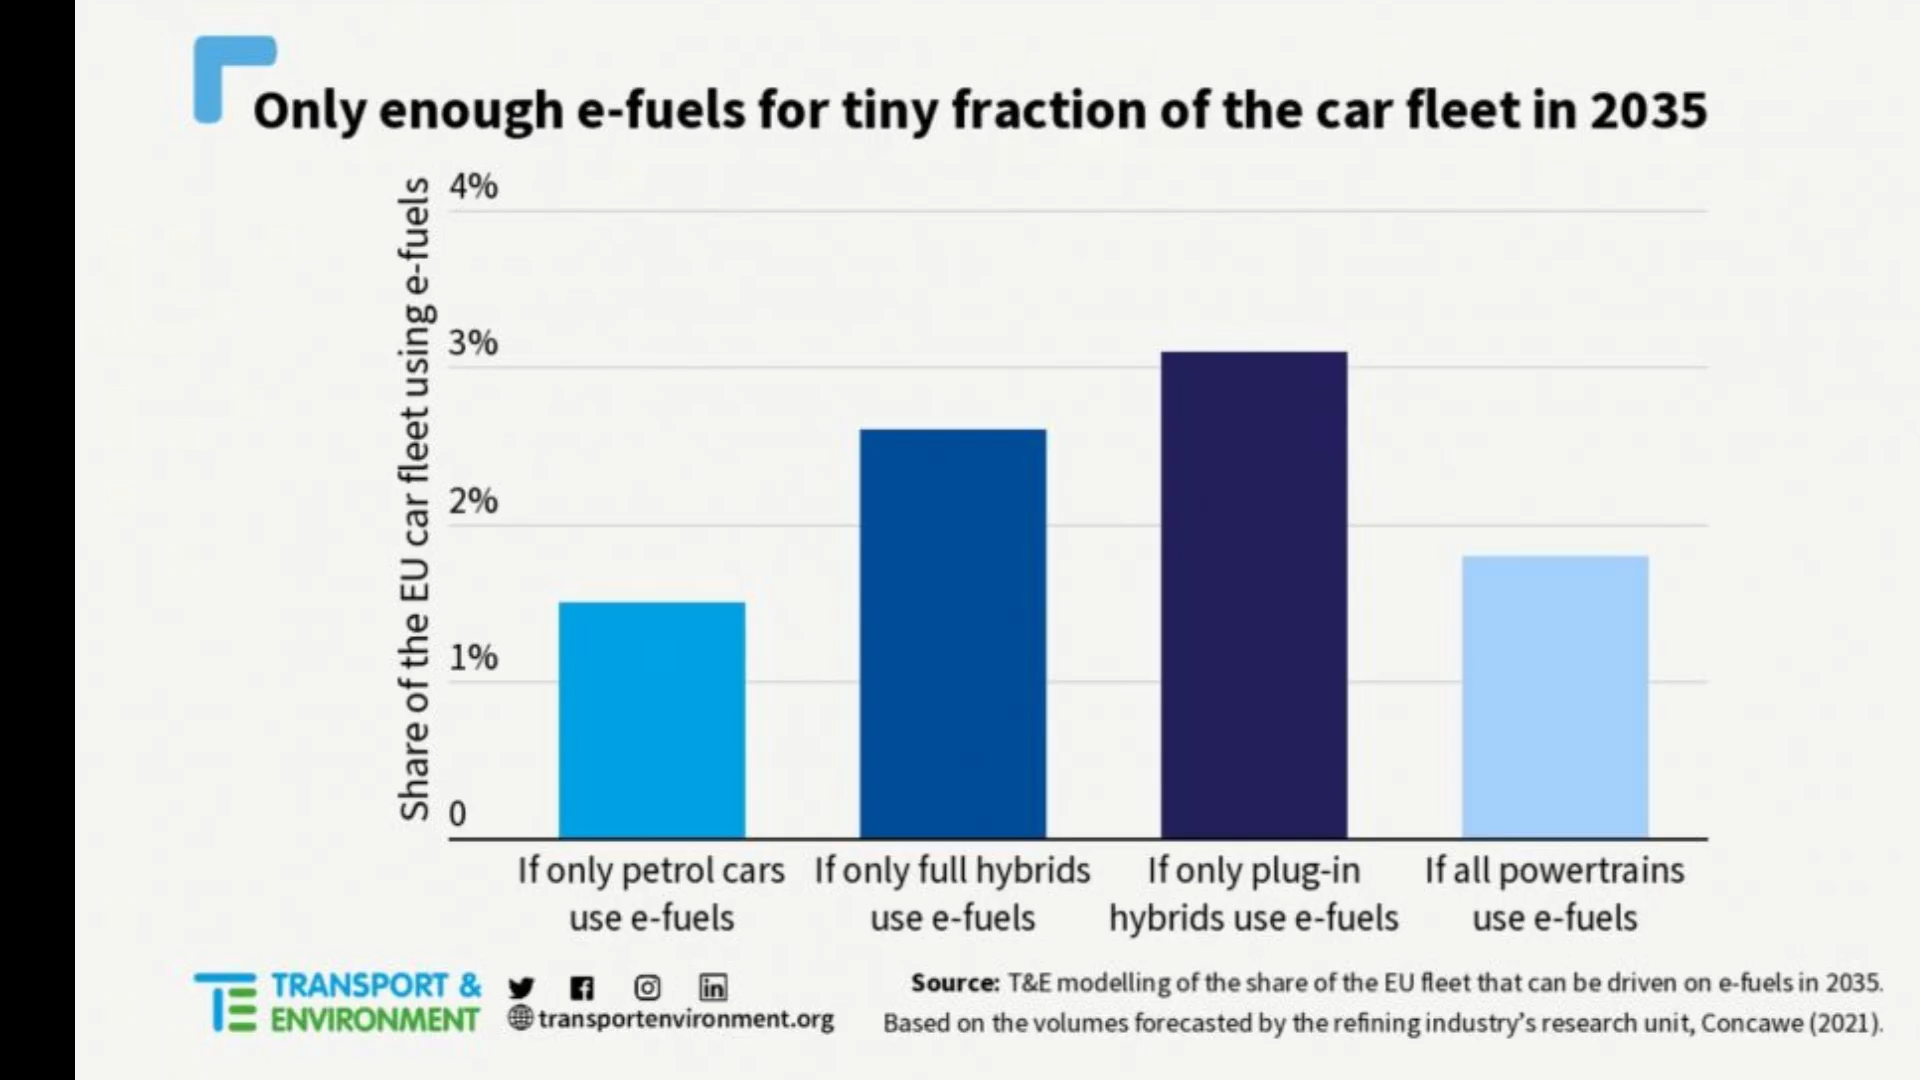 Only enough e-fuels for tiny fraction of the car fleet in 2035
Share of the EU car fleet using e-fuels
4%
3%
2%
1%
0
If only petrol cars
use e-fuels
If only full hybrids
use e-fuels
If only plug-in
hybrids use e-fuels
If all powertrains
use e-fuels
TE TRANSPORT &
ENVIRONMENT
transportenvironment.org
Source: T&E modelling of the share of the EU fleet that can be driven on e-fuels in 2035.
Based on the volumes forecasted by the refining industry's research unit, Concawe (2021).